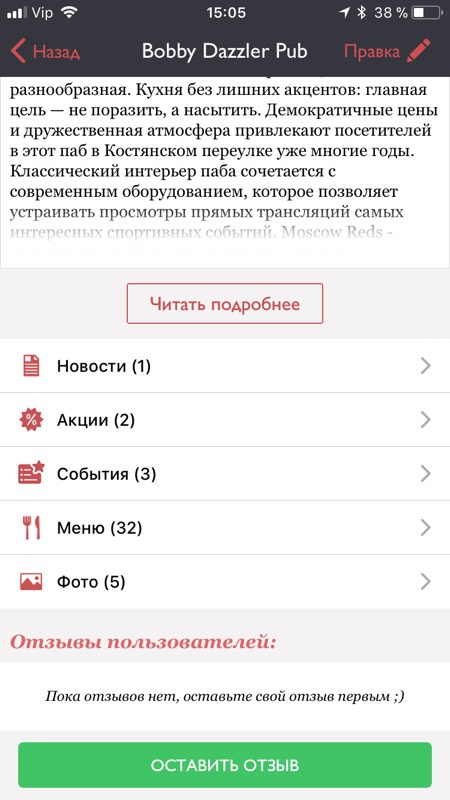 Vip 15:05 38 %
Назад Bobby Dazzler Pub Правка
разнообразная. Кухня без лишних акцентов: главная
цель — не поразить, а насытить. Демократичные цены
и дружественная атмосфера привлекают посетителей
в этот паб в Костянском переулке уже многие годы.
Классический интерьер паба сочетается с
современным оборудованием, которое позволяет
устраивать просмотры прямых трансляций самых
интересных спортивных событий. Moscow Reds -
Читать подробнее
Новости (1)
Акции (2)
События (3)
Меню (32)
Фото (5)
Отзывы пользователей:
Пока отзывов нет, оставьте свой отзыв первым ;)
ОСТАВИТЬ ОТЗЫВ